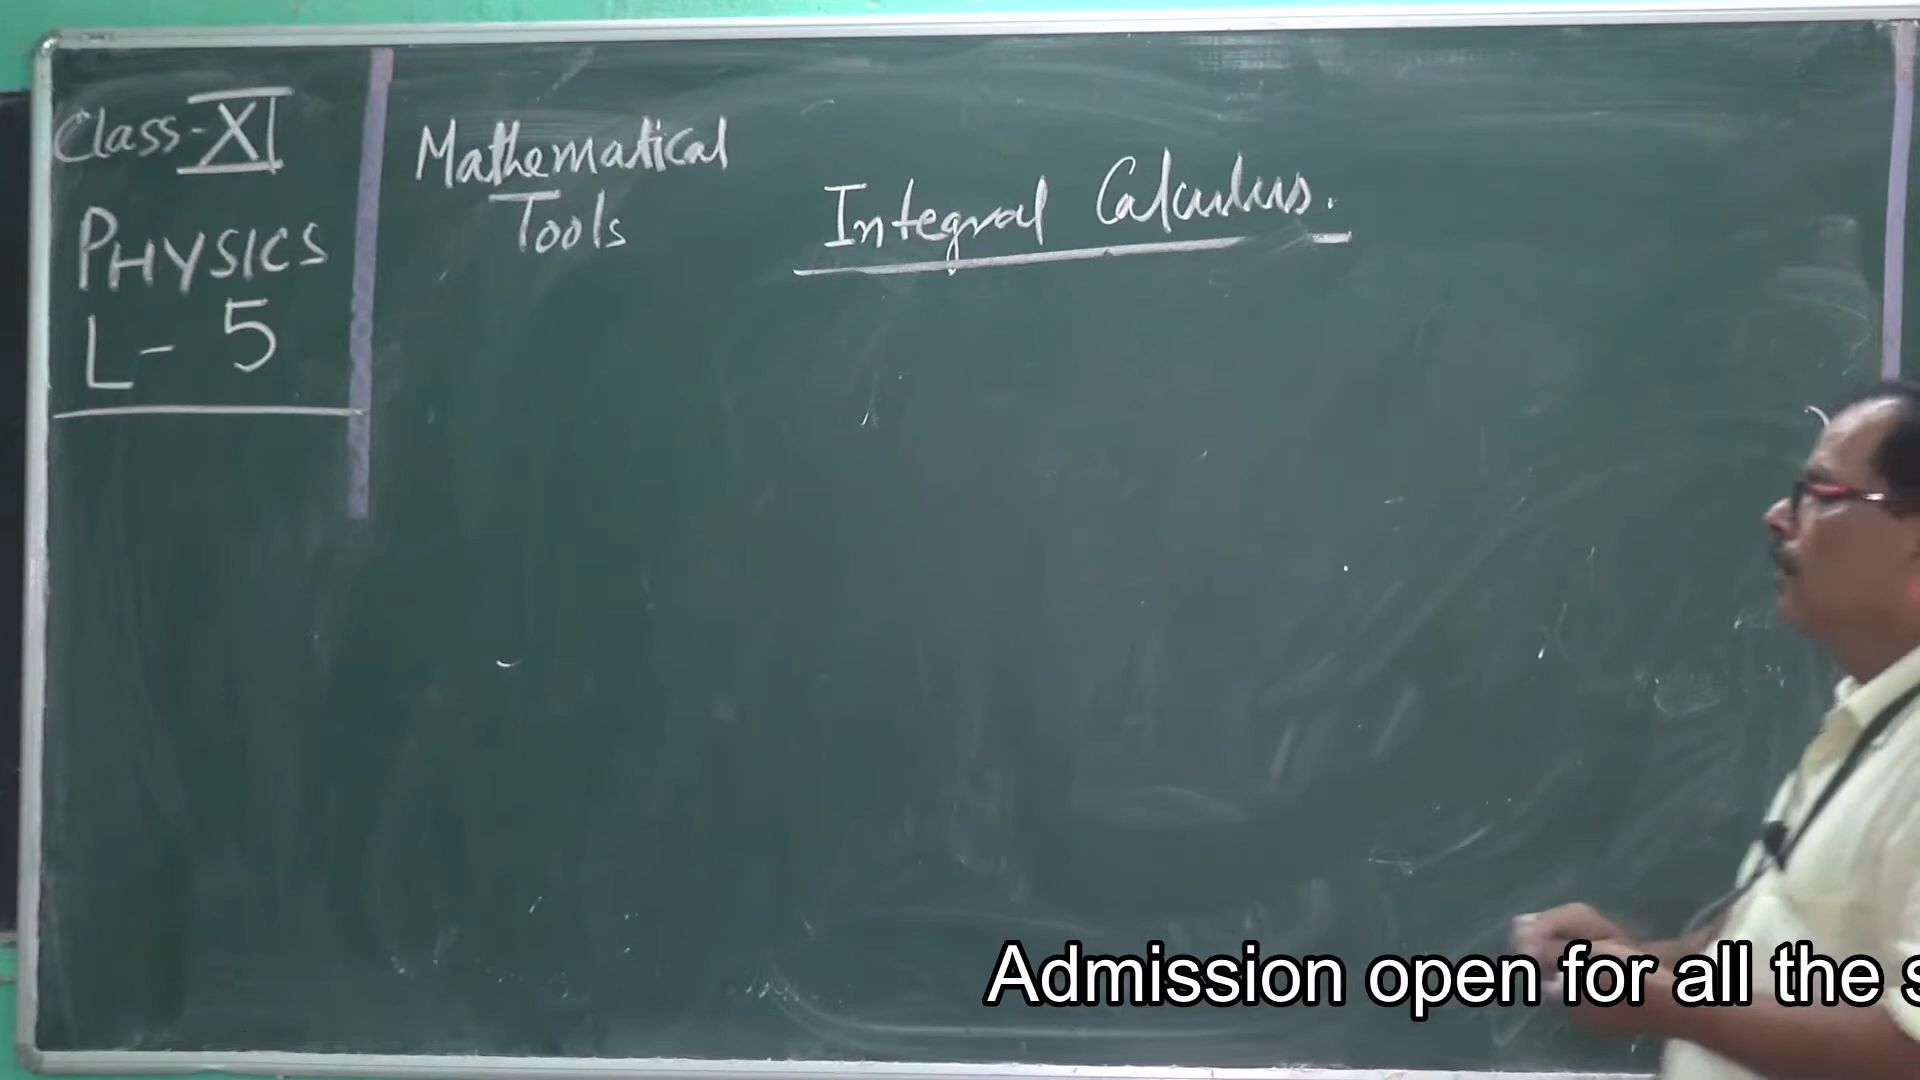 Class-XI
PHYSICS
L- 5
Mathematical
Tools
Integral Calculus.
Admission open for all the s